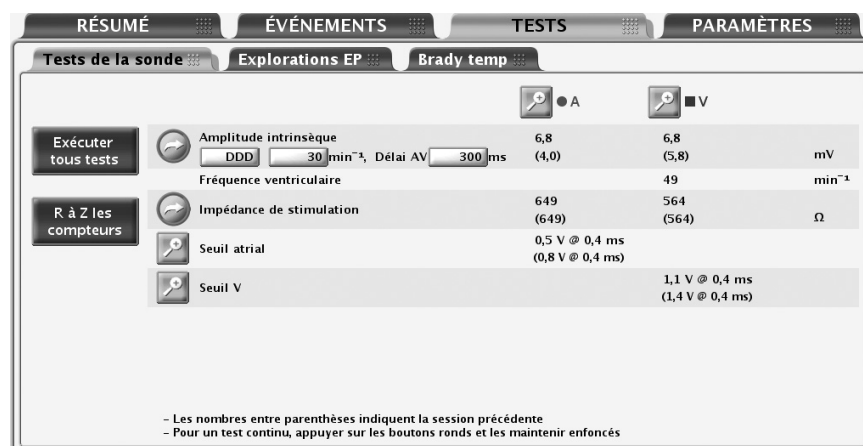 RÉSUMÉ ÉVÉNEMENTS TESTS PARAMÈTRES
Tests de la sonde Explorations EP Brady temp
A V
Exécuter
tous tests
Amplitude intrinsèque 6,8 6,8
DDD 30 min⁻¹, Délai AV 300 ms (4,0) (5,8) mV
Fréquence ventriculaire 49 min⁻¹
R à Z les
compteurs
Impédance de stimulation 649 564
(649) (564) Ω
Seuil atrial 0,5 V @ 0,4 ms
(0,8 V @ 0,4 ms)
Seuil V 1,1 V @ 0,4 ms
(1,4 V @ 0,4 ms)
– Les nombres entre parenthèses indiquent la session précédente
– Pour un test continu, appuyer sur les boutons ronds et les maintenir enfoncés